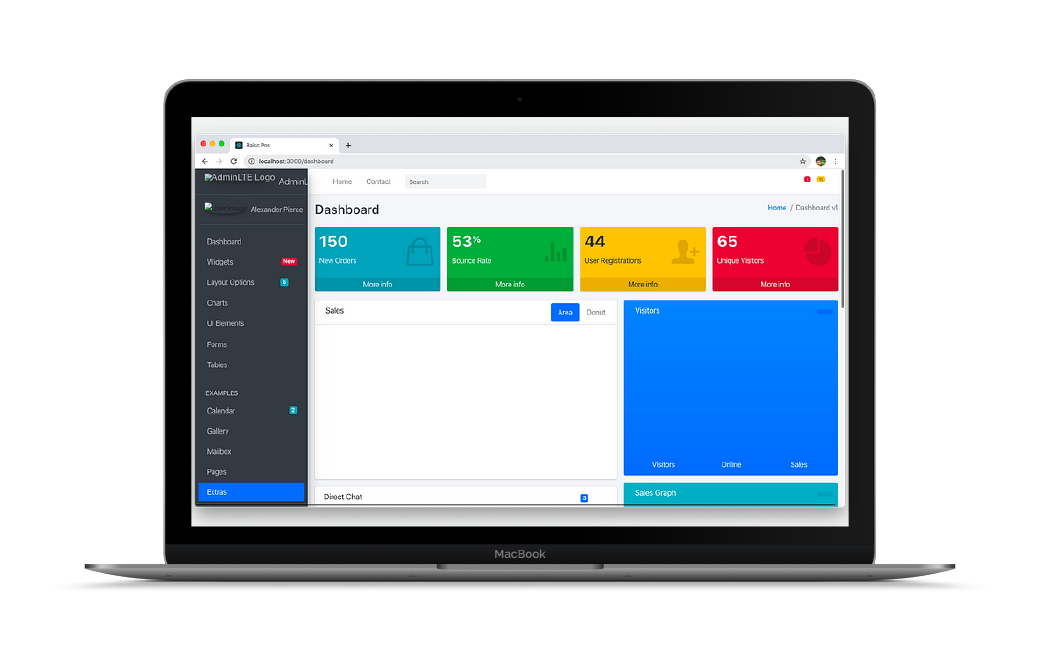 Raiso Pos
localhost:3000/dashboard
AdminLTE Logo AdminL
Home Contact Search
1 15
Alexander Pierce
Dashboard
Home / Dashboard v1
Dashboard
Widgets New
Layout Options 6
Charts
UI Elements
Forms
Tables
EXAMPLES
Calendar 2
Gallery
Mailbox
Pages
Extras
150
New Orders
More info
53%
Bounce Rate
More info
44
User Registrations
More info
65
Unique Visitors
More info
Sales
Area Donut
Visitors
Visitors Online Sales
Direct Chat 3
Sales Graph
MacBook